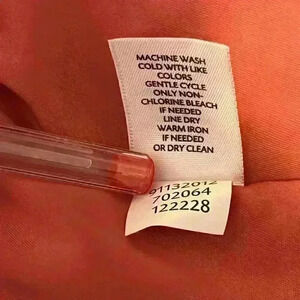 MACHINE WASH
COLD WITH LIKE
COLORS
GENTLE CYCLE
ONLY NON-
CHLORINE BLEACH
IF NEEDED
LINE DRY
WARM IRON
IF NEEDED
OR DRY CLEAN
01132012
702064
122228